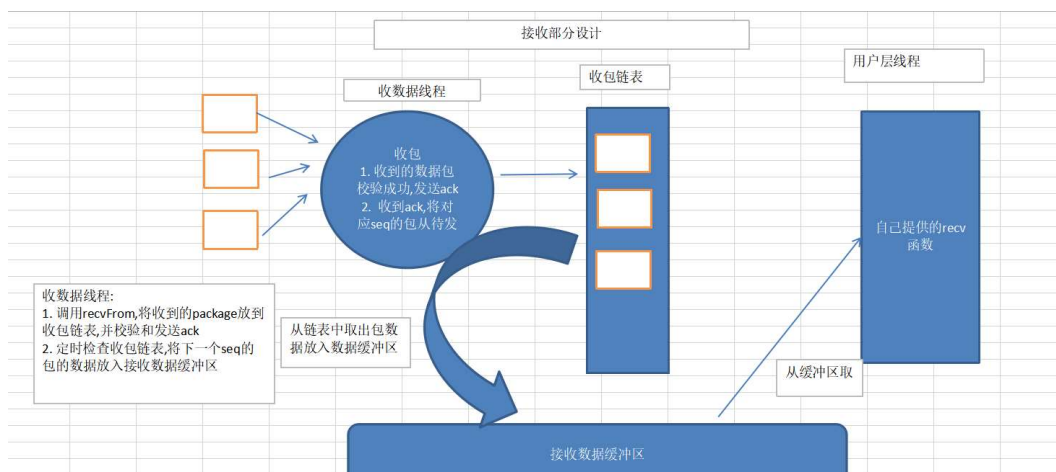 接收部分设计
用户层线程
收包链表
收数据线程
收包
1. 收到的数据包
校验成功,发送ack
2. 收到ack,将对
应seq的包从待发
自己提供的recv
函数
收数据线程:
1. 调用recvFrom,将收到的package放到
收包链表,并校验和发送ack
2. 定时检查收包链表,将下一个seq的
包的数据放入接收数据缓冲区
从链表中取出包数
据放入数据缓冲区
从缓冲区取
接收数据缓冲区